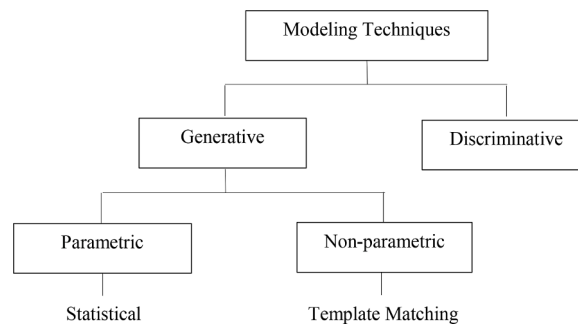 Modeling Techniques
Generative
Discriminative
Parametric
Non-parametric
Statistical
Template Matching